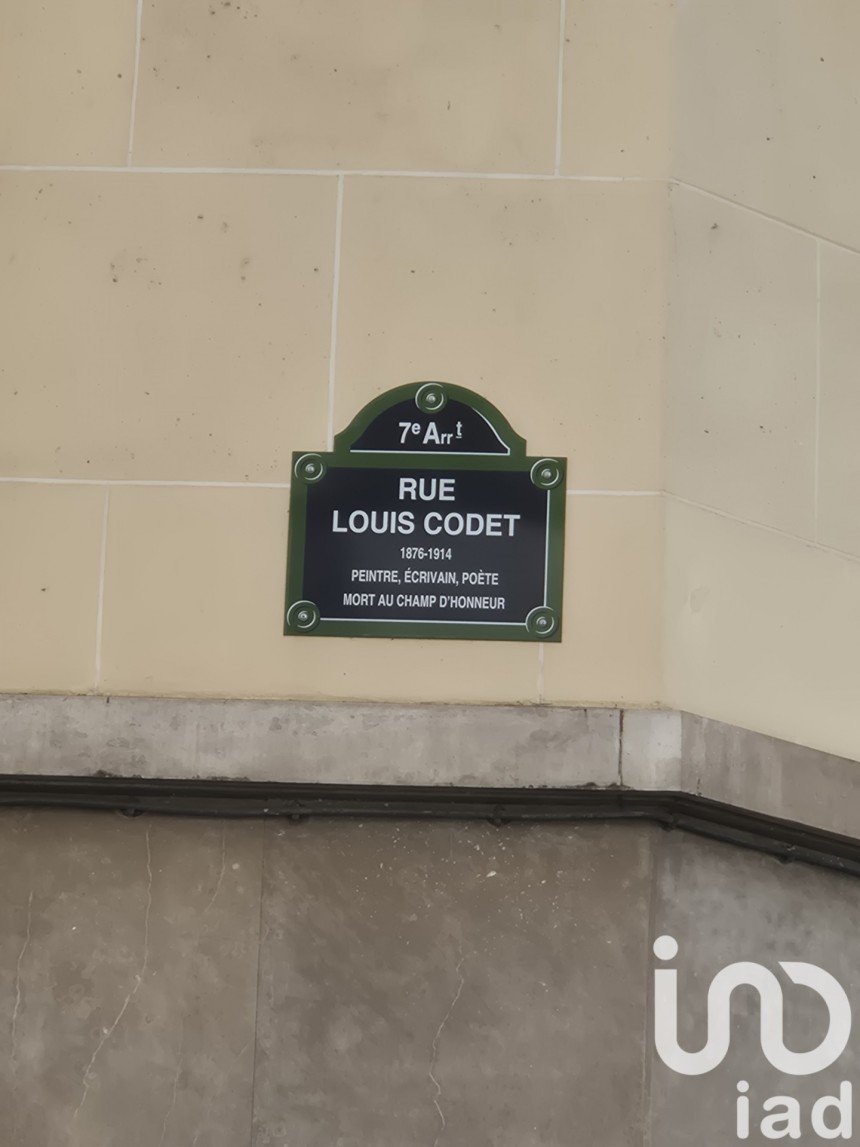 7e Arrt
RUE
LOUIS CODET
1876-1914
PEINTRE, ÉCRIVAIN, POÈTE
MORT AU CHAMP D'HONNEUR
iad